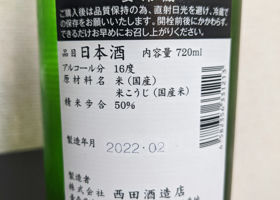 ご購入後は品質保持の為、直射日光を避け、冷蔵で
の保存をお願いいたします。開栓前後にかかわらず、
できるだけお早めにお召し上がりください。
品目 日本酒 内容量 720ml
アルコール分 16度
原材料名 米(国産)
米こうじ(国産米)
精米歩合 50%
製造年月 2022.02
製造者
株式会社 西田酒造店